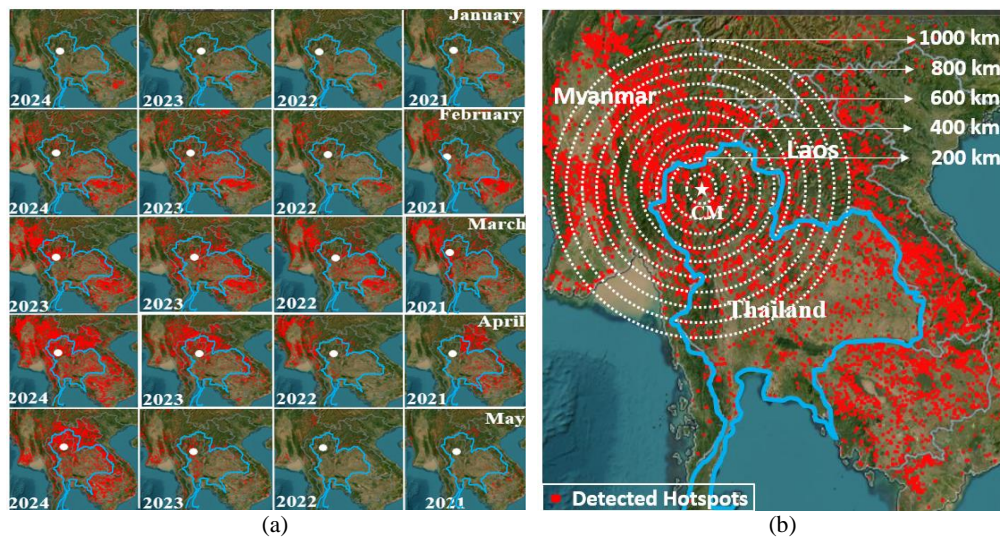 January
2024 2023 2022 2021
February
2024 2023 2022 2021
March
2023 2023 2022 2021
April
2024 2023 2022 2021
May
2024 2023 2022 2021
(a)
1000 km
800 km
Myanmar
600 km
400 km
Laos
200 km
CM
Thailand
Detected Hotspots
(b)